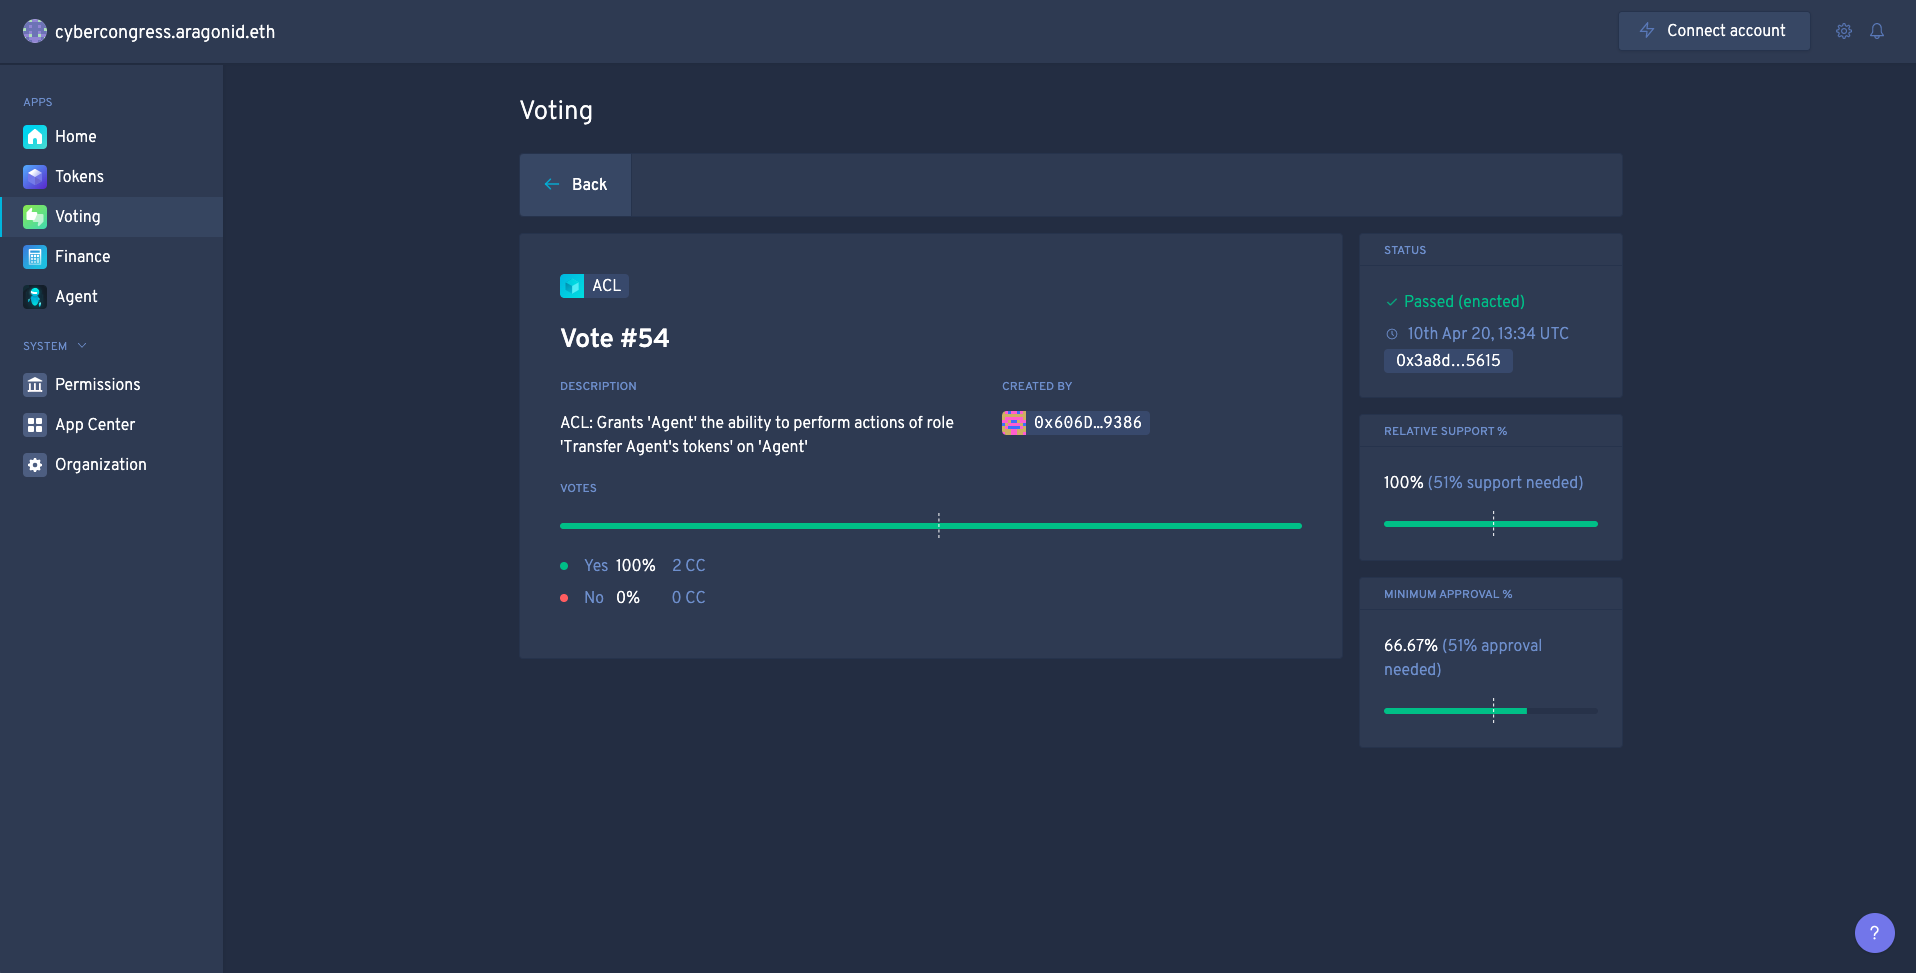 cybercongress.aragonid.eth
Connect account
APPS
Home
Tokens
Voting
Finance
Agent
SYSTEM
Permissions
App Center
Organization
Voting
Back
ACL
Vote #54
DESCRIPTION
ACL: Grants 'Agent' the ability to perform actions of role
'Transfer Agent's tokens' on 'Agent'
CREATED BY
0x606D…9386
VOTES
Yes 100% 2 CC
No 0% 0 CC
STATUS
Passed (enacted)
10th Apr 20, 13:34 UTC
0x3a8d…5615
RELATIVE SUPPORT %
100% (51% support needed)
MINIMUM APPROVAL %
66.67% (51% approval
needed)
?